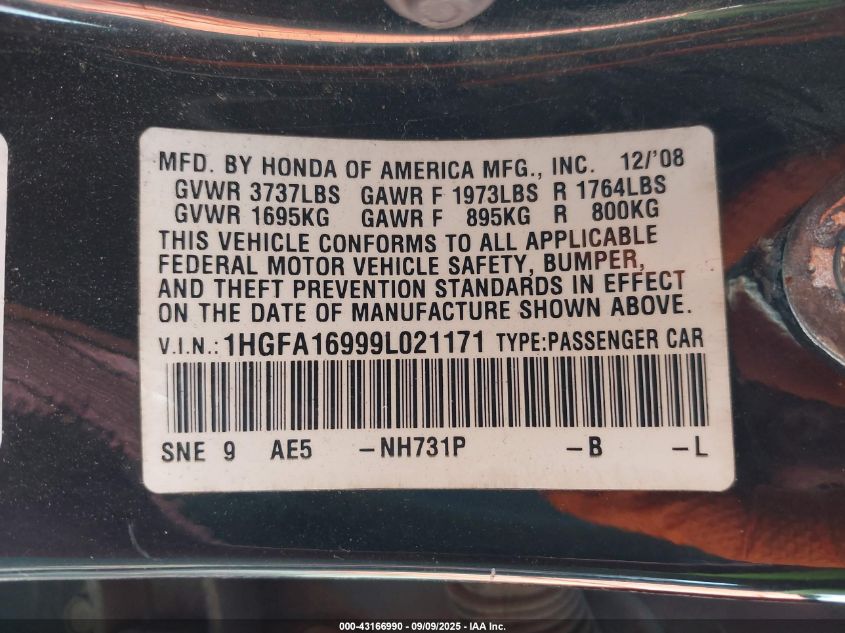 MFD. BY HONDA OF AMERICA MFG., INC. 12/'08
GVWR 3737LBS GAWR F 1973LBS R 1764LBS
GVWR 1695KG GAWR F 895KG R 800KG
THIS VEHICLE CONFORMS TO ALL APPLICABLE
FEDERAL MOTOR VEHICLE SAFETY, BUMPER,
AND THEFT PREVENTION STANDARDS IN EFFECT
ON THE DATE OF MANUFACTURE SHOWN ABOVE.
V.I.N.: 1HGFA16999L021171 TYPE:PASSENGER CAR
SNE 9 AE5 -NH731P -B -L
000-43166990 - 09/09/2025 - IAA Inc.